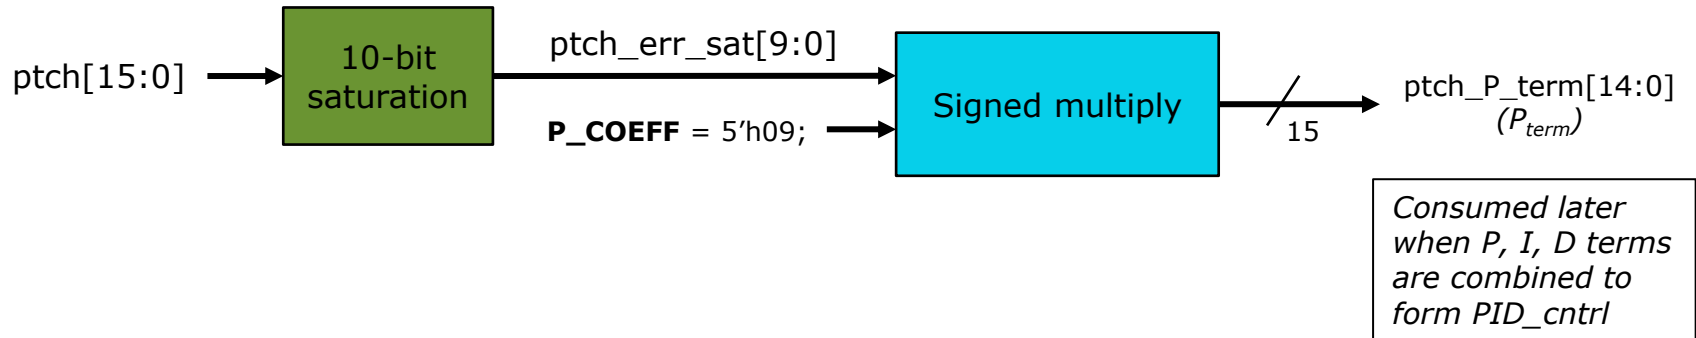 ptch[15:0]
10-bit
saturation
ptch_err_sat[9:0]
P_COEFF = 5'h09;
Signed multiply
15
ptch_P_term[14:0]
(Pterm)
Consumed later
when P, I, D terms
are combined to
form PID_cntrl